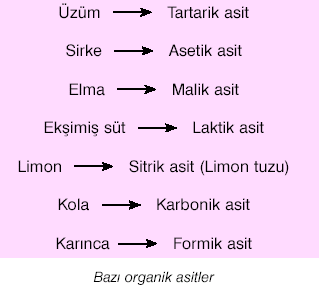 Üzüm → Tartarik asit
Sirke → Asetik asit
Elma → Malik asit
Ekşimiş süt → Laktik asit
Limon → Sitrik asit (Limon tuzu)
Kola → Karbonik asit
Karınca → Formik asit
Bazı organik asitler